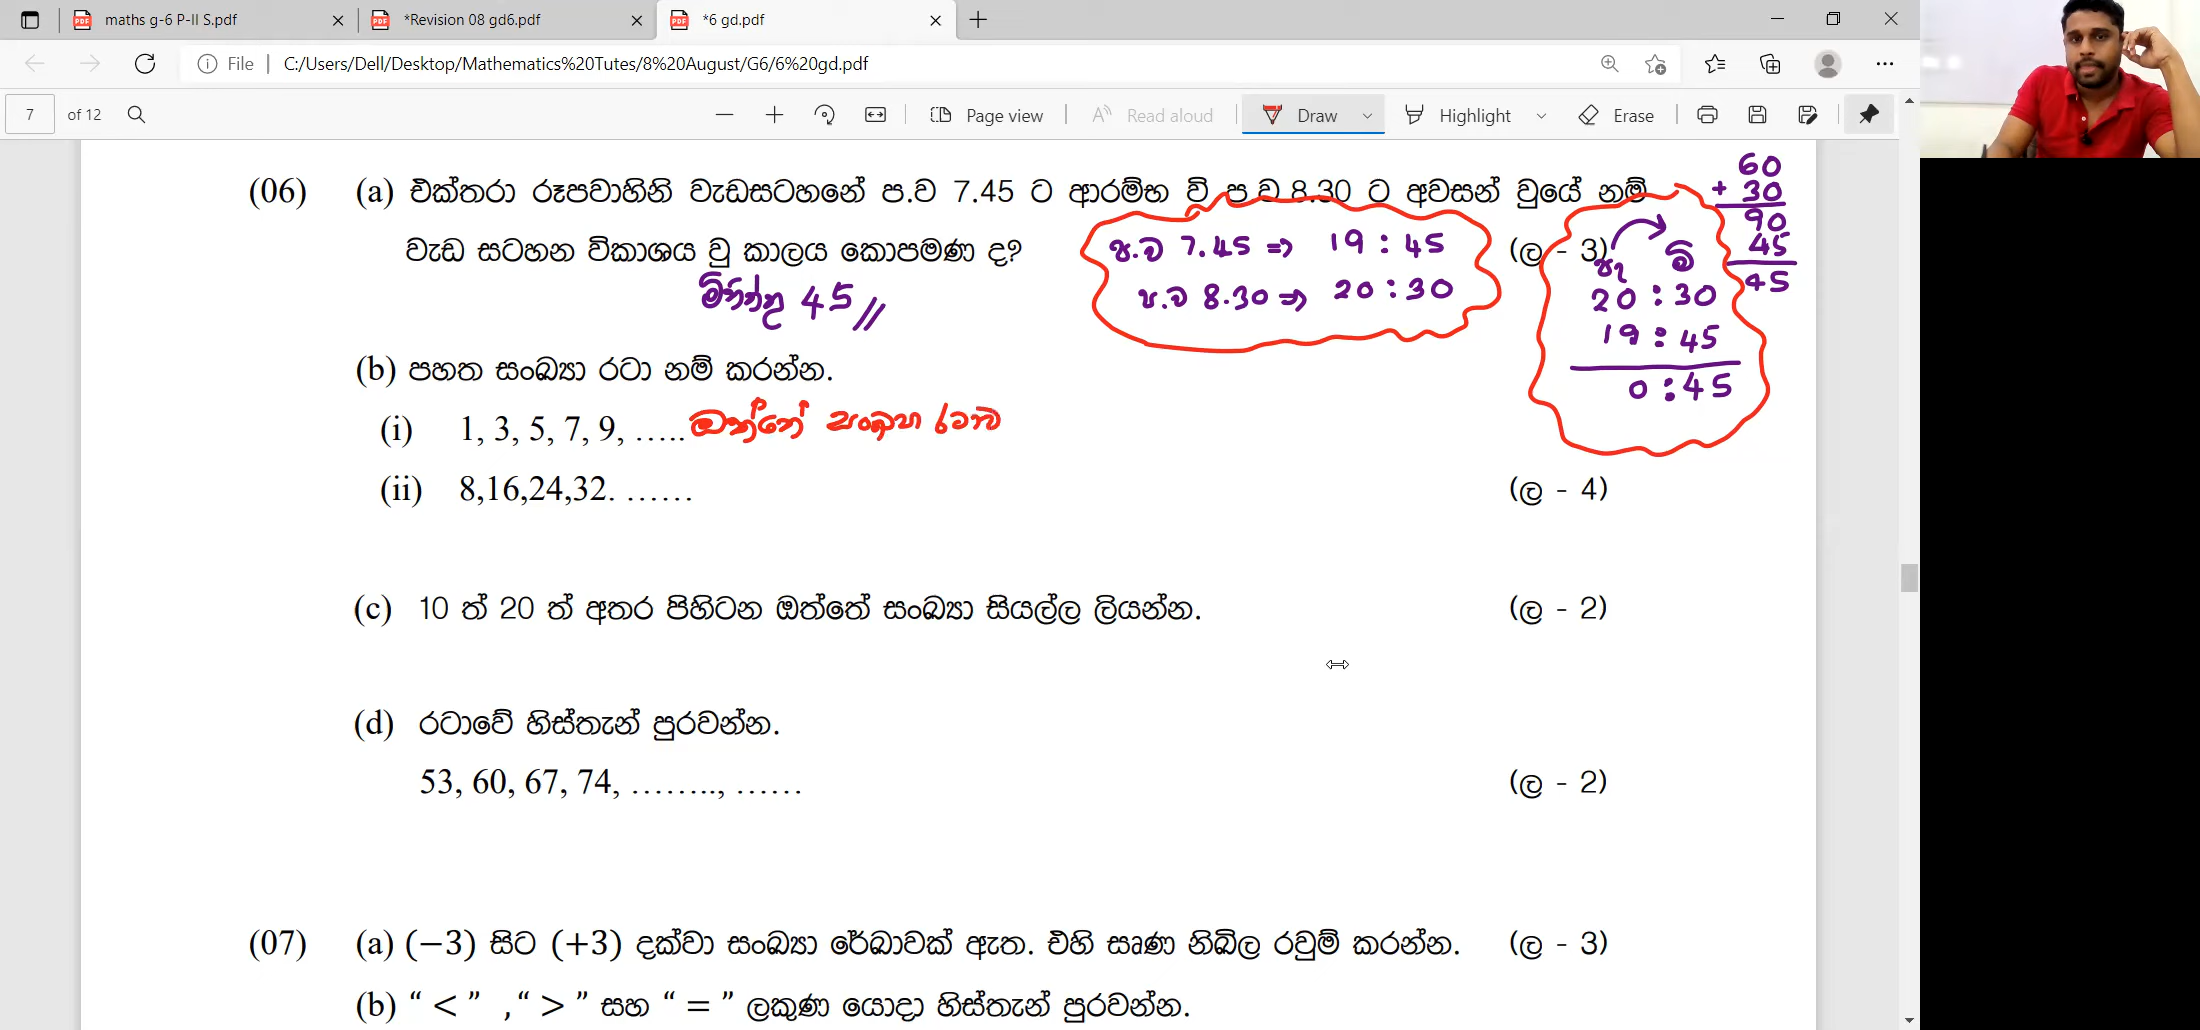 maths g-6 P-II S.pdf
*Revision 08 gd6.pdf
*6 gd.pdf
File
C:/Users/Dell/Desktop/Mathematics%20Tutes/8%20August/G6/6%20gd.pdf
7 of 12
Page view
Read aloud
Draw
Highlight
Erase
(06) (a) එක්තරා රූපවාහිනි වැඩසටහනේ ප.ව 7.45 ට ආරම්භ වි ප.ව 8.30 ට අවසන් වුයේ නම්
වැඩ සටහන විකාශය වු කාලය කොපමණ ද? (ල - 3)
මිනිත්තු 45 //
ප.ව 7.45 ⇒ 19 : 45
ප.ව 8.30 ⇒ 20 : 30
පැ මි
20 : 30
19 : 45
0 : 45
60
+ 30
90
45
45
(b) පහත සංඛ්‍යා රටා නම් කරන්න.
(i) 1, 3, 5, 7, 9, ..... ඔත්තේ සංඛ්‍යා රටාව
(ii) 8,16,24,32. ...... (ල - 4)
(c) 10 ත් 20 ත් අතර පිහිටන ඔත්තේ සංඛ්‍යා සියල්ල ලියන්න. (ල - 2)
(d) රටාවේ හිස්තැන් පුරවන්න.
53, 60, 67, 74, ........, ...... (ල - 2)
(07) (a) (−3) සිට (+3) දක්වා සංඛ්‍යා රේඛාවක් ඇත. එහි සෘණ නිඛිල රවුම් කරන්න. (ල - 3)
(b) “ < ” ,“ > ” සහ “ = ” ලකුණ යොදා හිස්තැන් පුරවන්න.